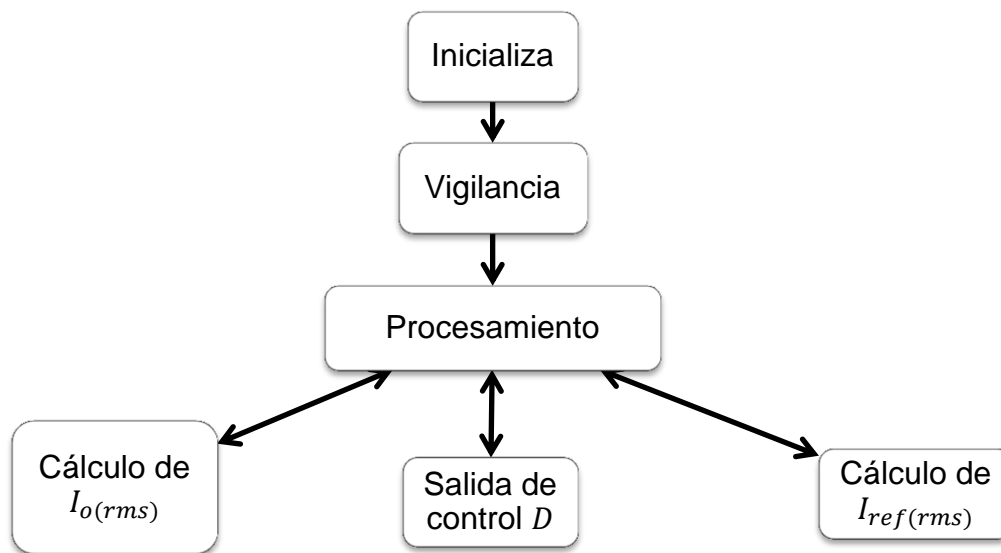 Inicializa
Vigilancia
Procesamiento
Cálculo de
I_{o(rms)}
Salida de
control D
Cálculo de
I_{ref(rms)}